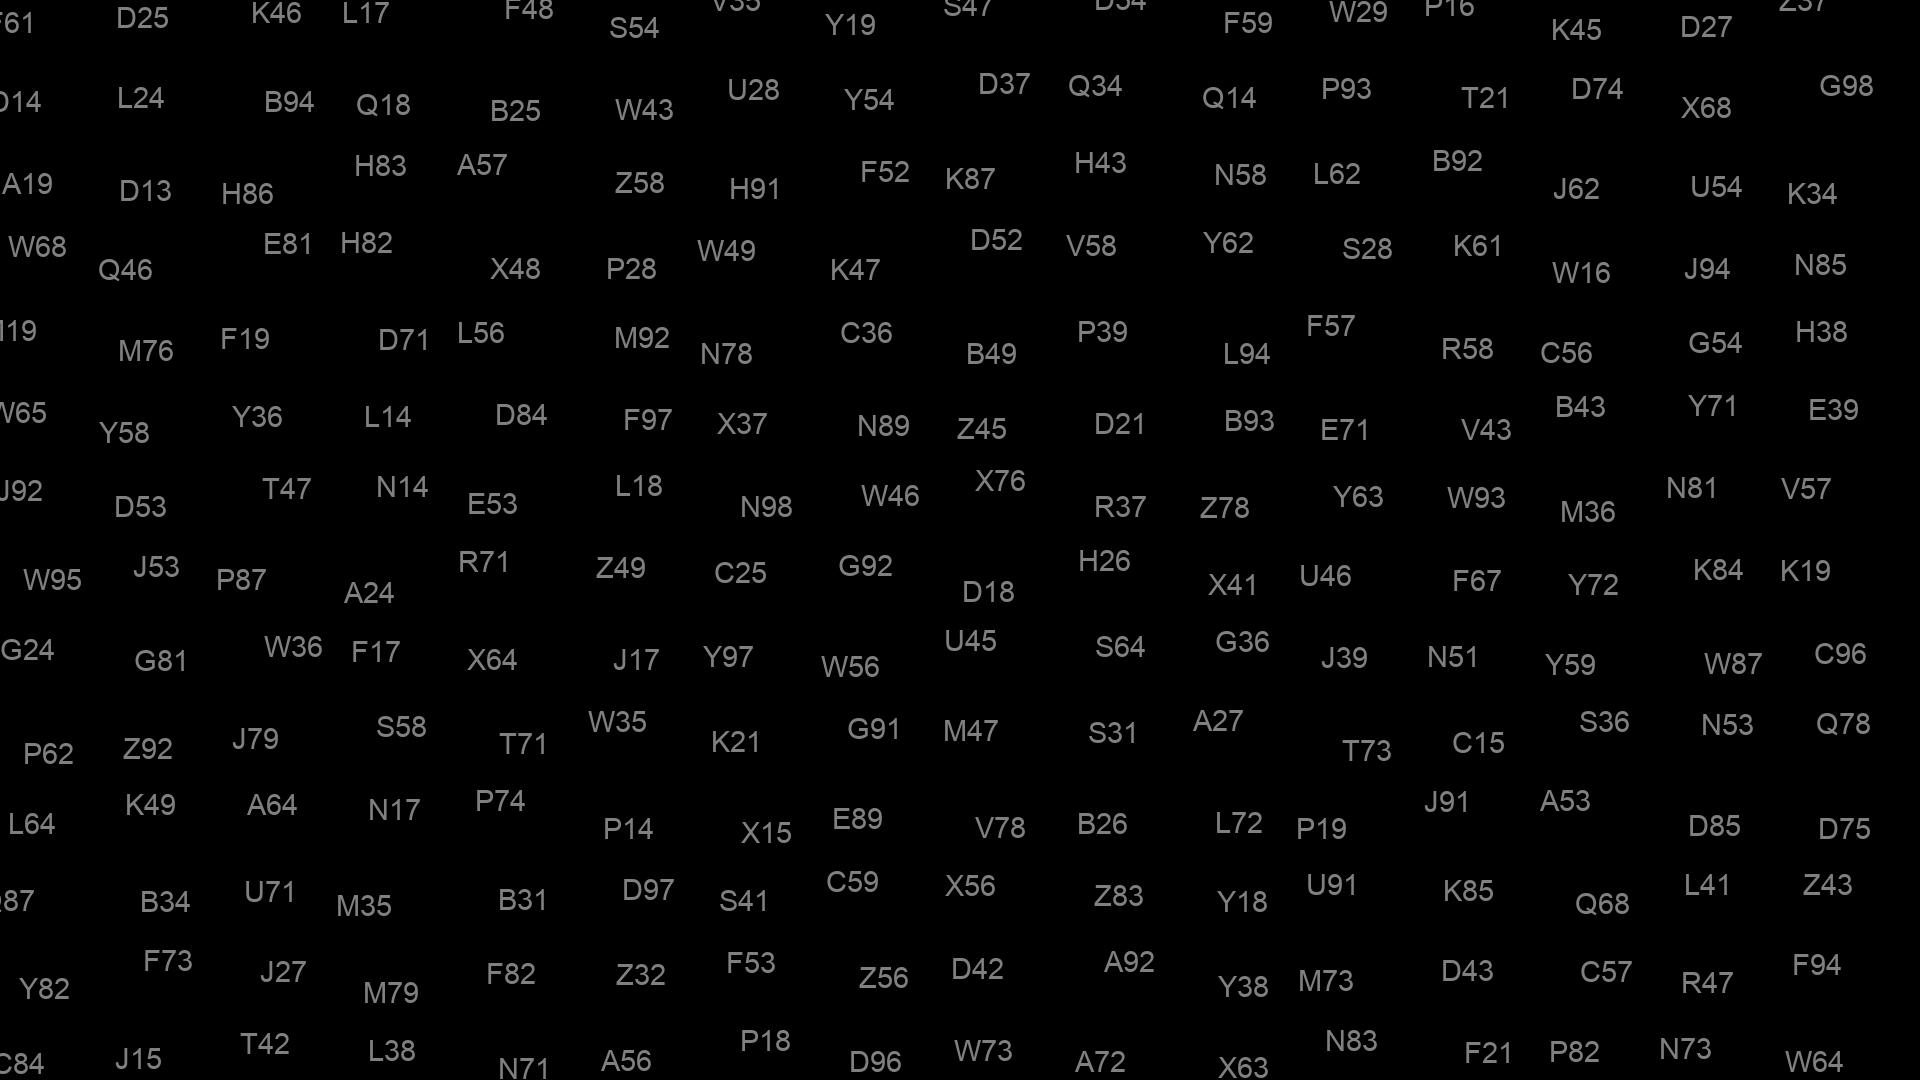 D25 K46 L17 F48 S54 V35 Y19 S47 D54 F59 W29 P16 K45 D27 Z37
L24 B94 Q18 B25 W43 U28 Y54 D37 Q34 Q14 P93 T21 D74 X68 G98
A19 D13 H86 H83 A57 Z58 H91 F52 K87 H43 N58 L62 B92 J62 U54 K34
W68 Q46 E81 H82 X48 P28 W49 K47 D52 V58 Y62 S28 K61 W16 J94 N85
M76 F19 D71 L56 M92 N78 C36 B49 P39 L94 F57 R58 C56 G54 H38
W65 Y58 Y36 L14 D84 F97 X37 N89 Z45 D21 B93 E71 V43 B43 Y71 E39
J92 D53 T47 N14 E53 L18 N98 W46 X76 R37 Z78 Y63 W93 M36 N81 V57
W95 J53 P87 A24 R71 Z49 C25 G92 D18 H26 X41 U46 F67 Y72 K84 K19
G24 G81 W36 F17 X64 J17 Y97 W56 U45 S64 G36 J39 N51 Y59 W87 C96
P62 Z92 J79 S58 T71 W35 K21 G91 M47 S31 A27 T73 C15 S36 N53 Q78
L64 K49 A64 N17 P74 P14 X15 E89 V78 B26 L72 P19 J91 A53 D85 D75
B34 U71 M35 B31 D97 S41 C59 X56 Z83 Y18 U91 K85 Q68 L41 Z43
Y82 F73 J27 M79 F82 Z32 F53 Z56 D42 A92 Y38 M73 D43 C57 R47 F94
C84 J15 T42 L38 N71 A56 P18 D96 W73 A72 X63 N83 F21 P82 N73 W64